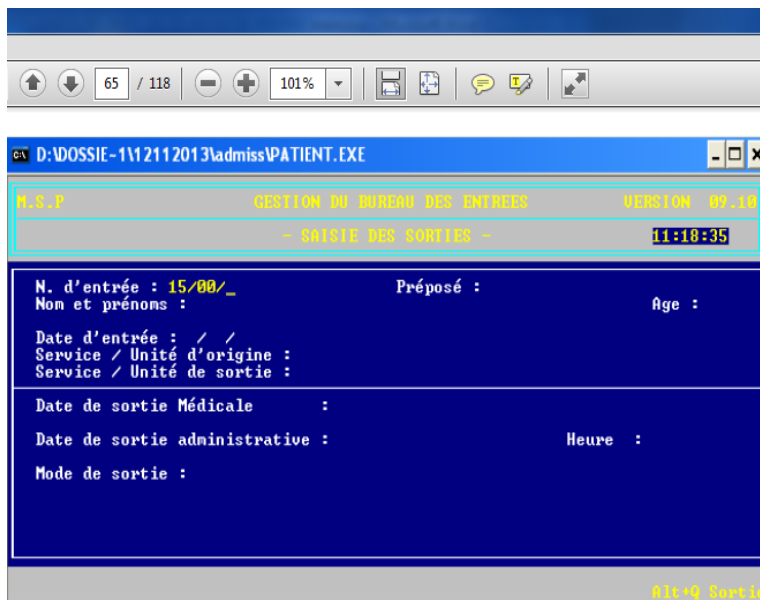 65 / 118 101%
D:\DOSSIE~1\12112013\admiss\PATIENT.EXE
M.S.P GESTION DU BUREAU DES ENTREES VERSION 09.10
- SAISIE DES SORTIES - 11:18:35
N. d'entrée : 15/00/_ Préposé :
Nom et prénoms : Age :
Date d'entrée : / /
Service / Unité d'origine :
Service / Unité de sortie :
Date de sortie Médicale :
Date de sortie administrative : Heure :
Mode de sortie :
Alt+Q Sortie